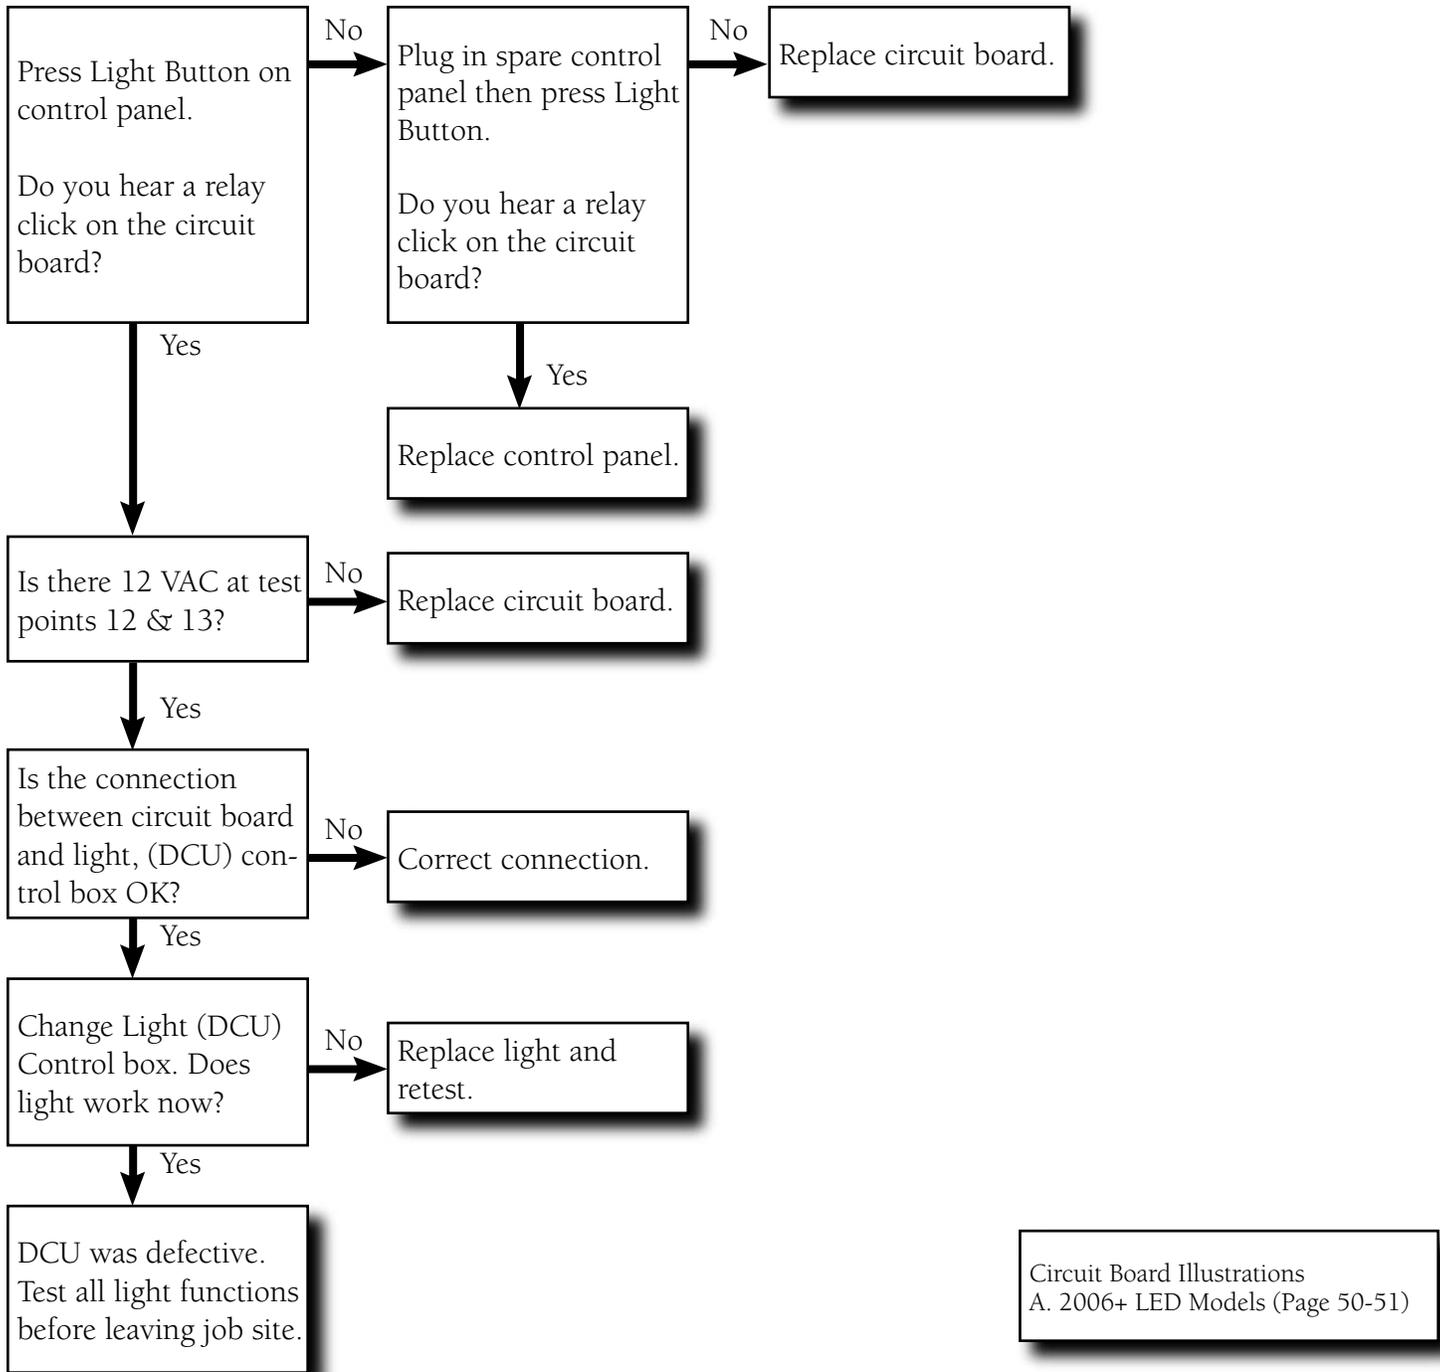 Press Light Button on
control panel.
Do you hear a relay
click on the circuit
board?
No
Plug in spare control
panel then press Light
Button.
Do you hear a relay
click on the circuit
board?
No
Replace circuit board.
Yes
Yes
Replace control panel.
Is there 12 VAC at test
points 12 & 13?
No
Replace circuit board.
Yes
Is the connection
between circuit board
and light, (DCU) con-
trol box OK?
No
Correct connection.
Yes
Change Light (DCU)
Control box. Does
light work now?
No
Replace light and
retest.
Yes
DCU was defective.
Test all light functions
before leaving job site.
Circuit Board Illustrations
A. 2006+ LED Models (Page 50-51)